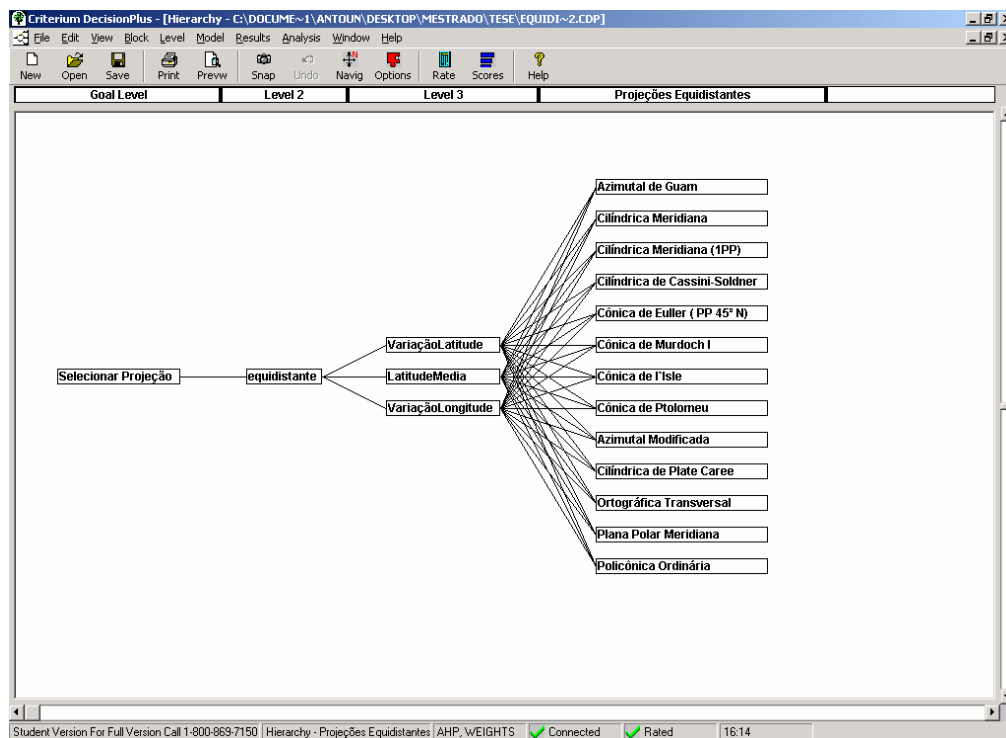 Criterium DecisionPlus - [Hierarchy - C:\DOCUME~1\ANTOUN\DESKTOP\MESTRADO\TESE\EQUIDI~2.CDP]
File Edit View Block Level Model Results Analysis Window Help
New Open Save Print Prevw Snap Undo Navig Options Rate Scores Help
Goal Level Level 2 Level 3 Projeções Equidistantes
Azimutal de Guam
Cilíndrica Meridiana
Cilíndrica Meridiana (1PP)
Cilíndrica de Cassini-Soldner
Cônica de Euller ( PP 45° N)
VariaçãoLatitude Cônica de Murdoch I
Selecionar Projeção equidistante LatitudeMedia Cônica de l`Isle
VariaçãoLongitude Cônica de Ptolomeu
Azimutal Modificada
Cilíndrica de Plate Caree
Ortográfica Transversal
Plana Polar Meridiana
Policônica Ordinária
Student Version For Full Version Call 1-800-869-7150 Hierarchy - Projeções Equidistantes AHP, WEIGHTS Connected Rated 16:14